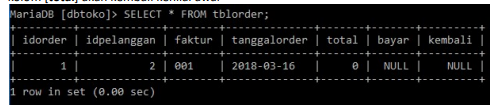 MariaDB [dbtoko]> SELECT * FROM tblorder;
| idorder | idpelanggan | faktur | tanggalorder | total | bayar | kembali |
| 1 | 2 | 001 | 2018-03-16 | 0 | NULL | NULL |
1 row in set (0.00 sec)